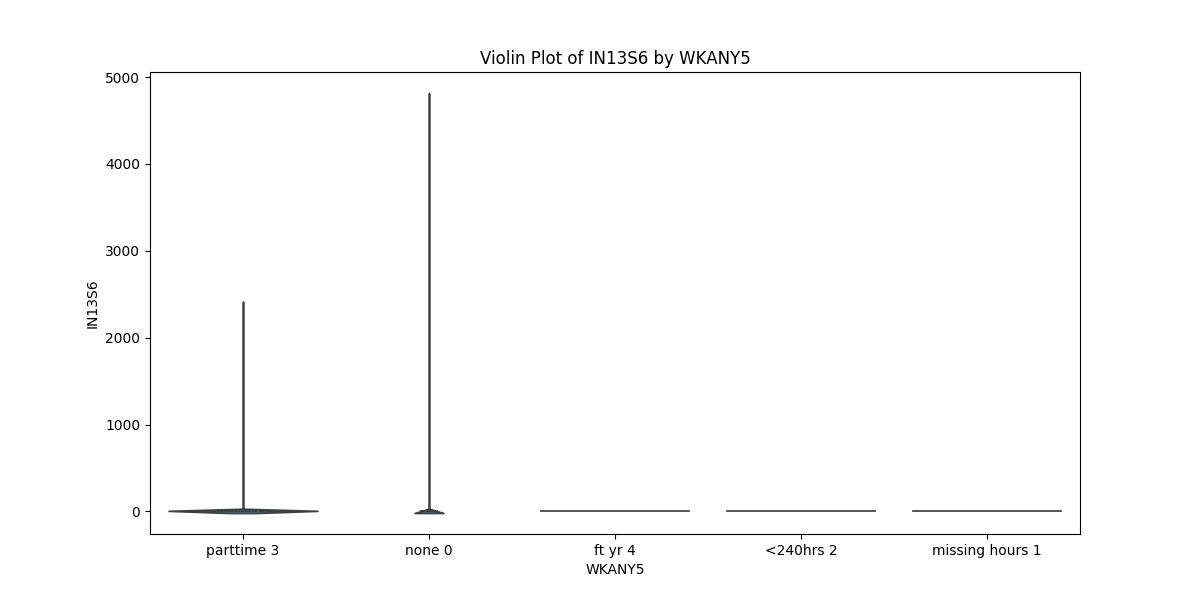 Violin Plot of IN13S6 by WKANY5
5000
4000
3000
2000
1000
0
IN13S6
parttime 3
none 0
ft yr 4
<240hrs 2
missing hours 1
WKANY5